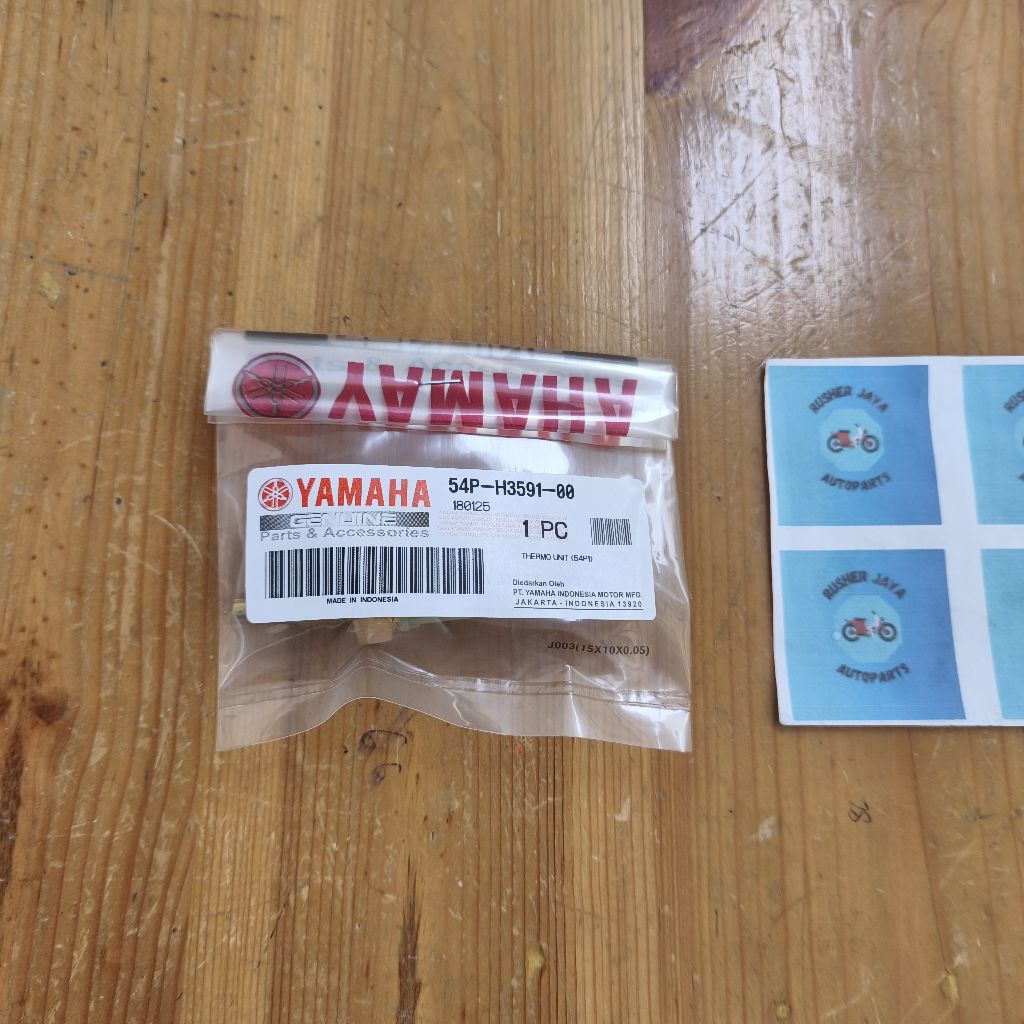 YAMAHA
YAMAHA
GENUINE
Parts & Accessories
54P-H3591-00
180125
1 PC
THERMO UNIT (54P1)
MADE IN INDONESIA
Diedarkan Oleh
PT. YAMAHA INDONESIA MOTOR MFG.
JAKARTA - INDONESIA 13920
J003(15X10X0.05)
RUSHER JAYA
AUTOPARTS
RUSHER JAYA
AUTOPARTS